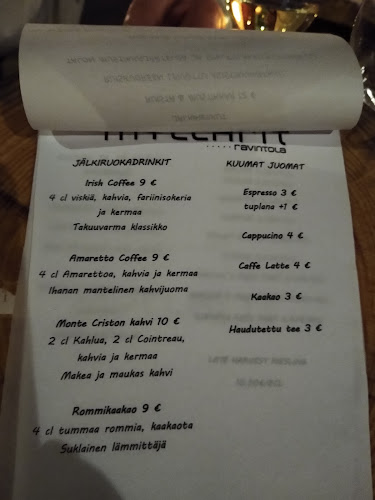 ravintola
JÄLKIRUOKADRINKIT
Irish Coffee 9 €
4 cl viskiä, kahvia, fariinisokeria
ja kermaa
Takuuvarma klassikko
Amaretto Coffee 9 €
4 cl Amarettoa, kahvia ja kermaa
Ihanan mantelinen kahvijuoma
Monte Criston kahvi 10 €
2 cl Kahlua, 2 cl Cointreau,
kahvia ja kermaa
Makea ja maukas kahvi
Rommikaakao 9 €
4 cl tummaa rommia, kaakaota
Suklainen lämmittäjä
KUUMAT JUOMAT
Espresso 3 €
tuplana +1 €
Cappucino 4 €
Caffe Latte 4 €
Kaakao 3 €
Haudutettu tee 3 €